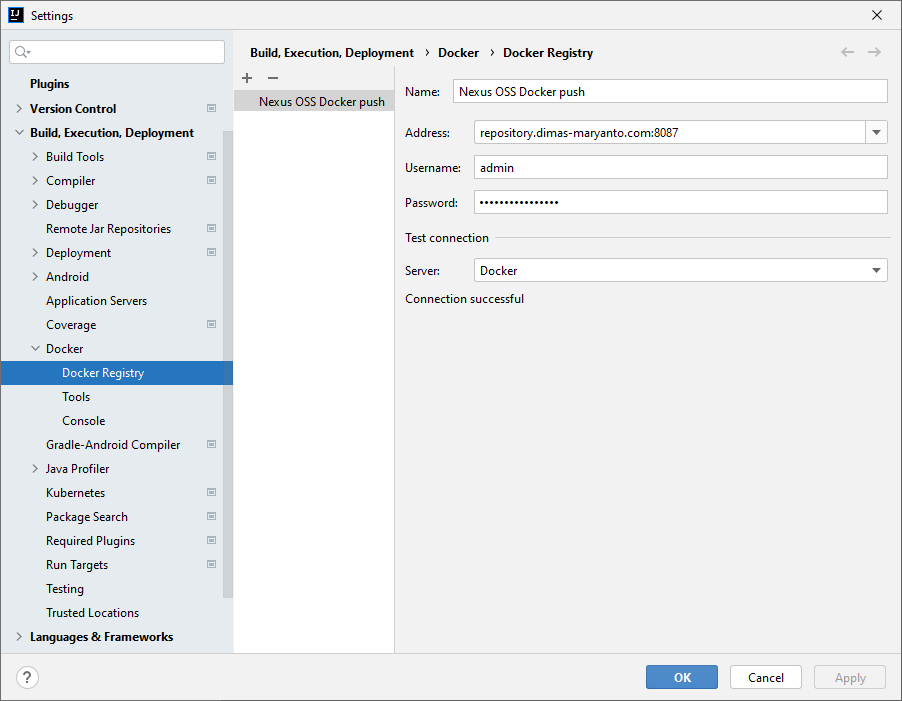 Settings
Plugins
Version Control
Build, Execution, Deployment
Build Tools
Compiler
Debugger
Remote Jar Repositories
Deployment
Android
Application Servers
Coverage
Docker
Docker Registry
Tools
Console
Gradle-Android Compiler
Java Profiler
Kubernetes
Package Search
Required Plugins
Run Targets
Testing
Trusted Locations
Languages & Frameworks
Build, Execution, Deployment › Docker › Docker Registry
Nexus OSS Docker push
Name: Nexus OSS Docker push
Address: repository.dimas-maryanto.com:8087
Username: admin
Password: ••••••••••••••••
Test connection
Server: Docker
Connection successful
? OK Cancel Apply